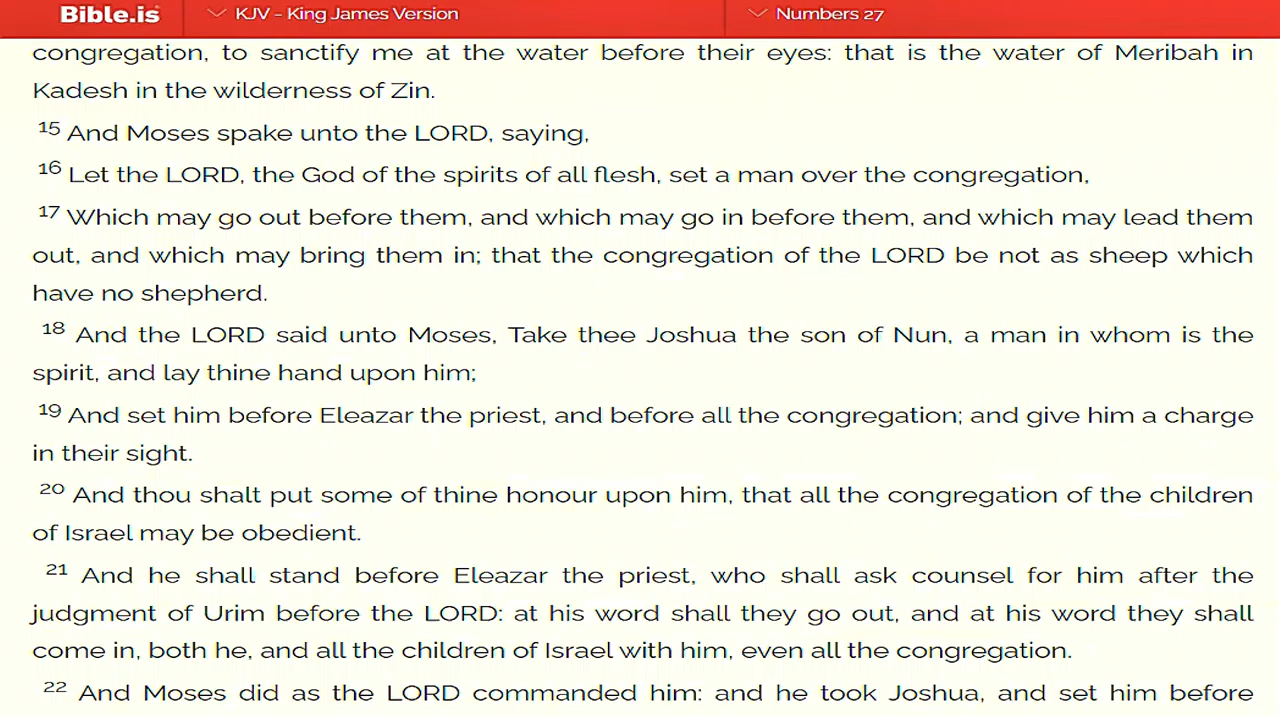 Bible.is KJV - King James Version Numbers 27
congregation, to sanctify me at the water before their eyes: that is the water of Meribah in
Kadesh in the wilderness of Zin.
15 And Moses spake unto the LORD, saying,
16 Let the LORD, the God of the spirits of all flesh, set a man over the congregation,
17 Which may go out before them, and which may go in before them, and which may lead them
out, and which may bring them in; that the congregation of the LORD be not as sheep which
have no shepherd.
18 And the LORD said unto Moses, Take thee Joshua the son of Nun, a man in whom is the
spirit, and lay thine hand upon him;
19 And set him before Eleazar the priest, and before all the congregation; and give him a charge
in their sight.
20 And thou shalt put some of thine honour upon him, that all the congregation of the children
of Israel may be obedient.
21 And he shall stand before Eleazar the priest, who shall ask counsel for him after the
judgment of Urim before the LORD: at his word shall they go out, and at his word they shall
come in, both he, and all the children of Israel with him, even all the congregation.
22 And Moses did as the LORD commanded him: and he took Joshua, and set him before